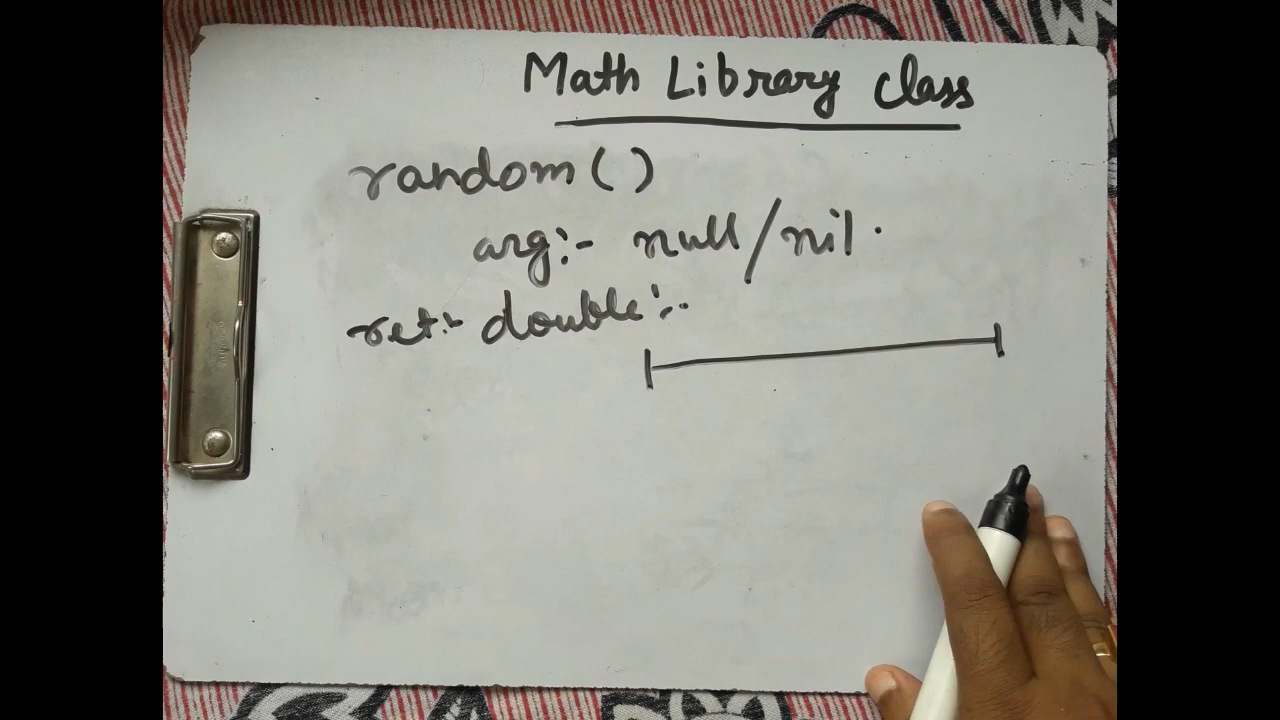 Math Library class
random()
arg:- null/nil.
ret:- double:-